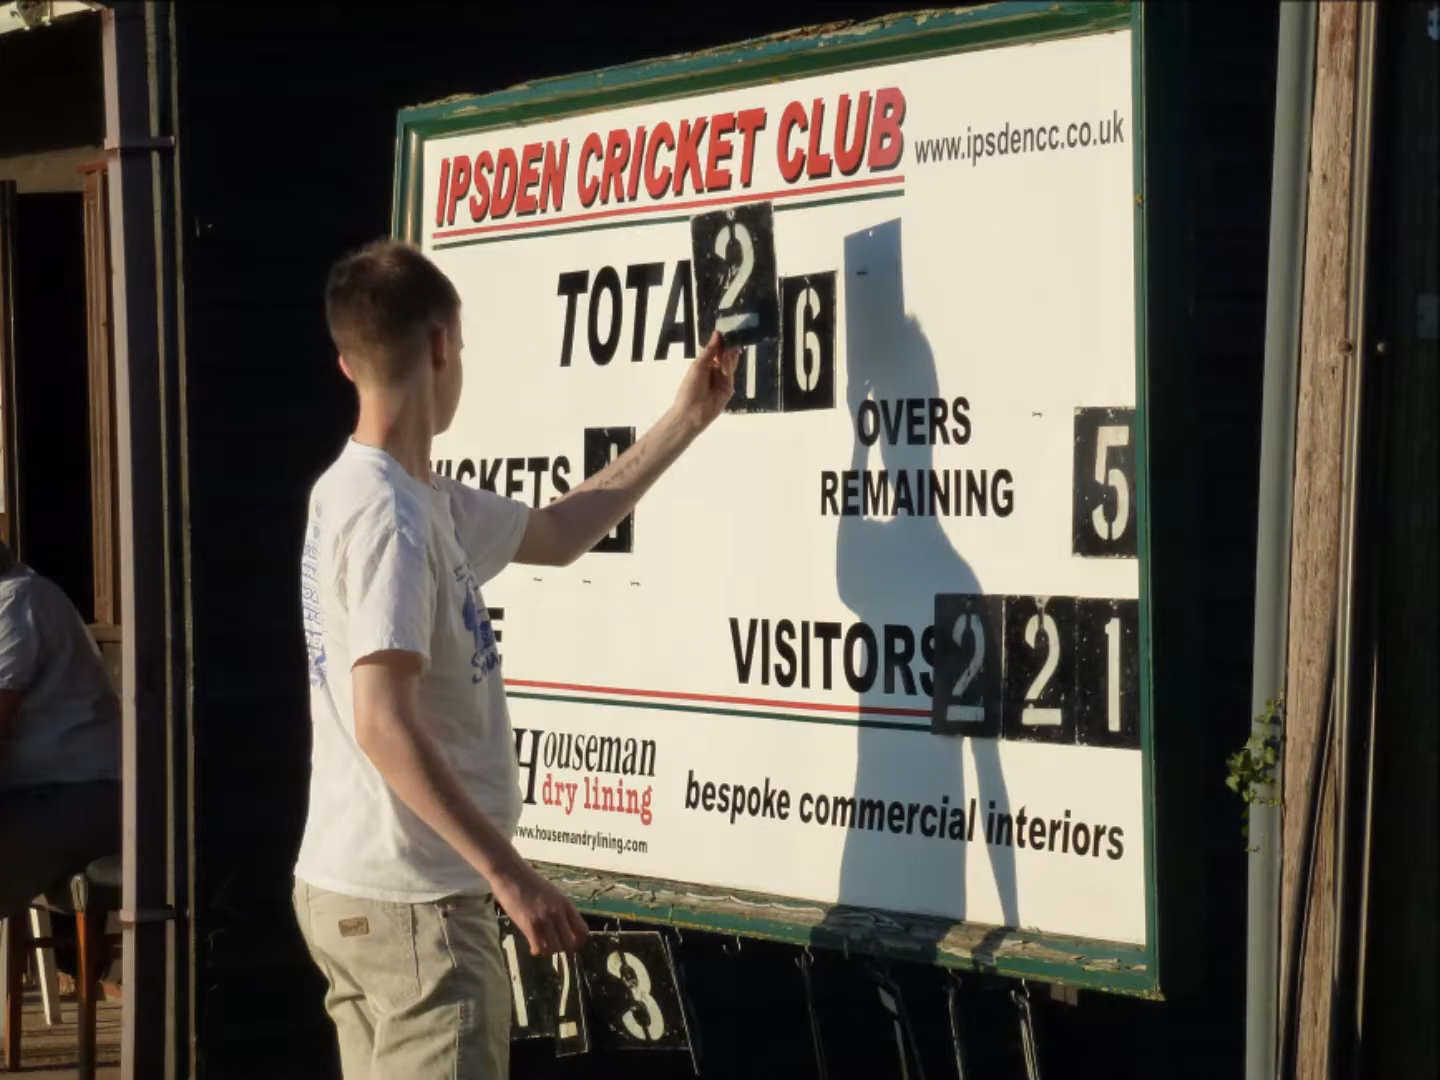 IPSDEN CRICKET CLUB www.ipsdencc.co.uk
TOTA 2 6
WICKETS
OVERS
REMAINING 5
VISITORS 2 2 1
Houseman
dry lining
www.housemandrylining.com
bespoke commercial interiors
1 2 3